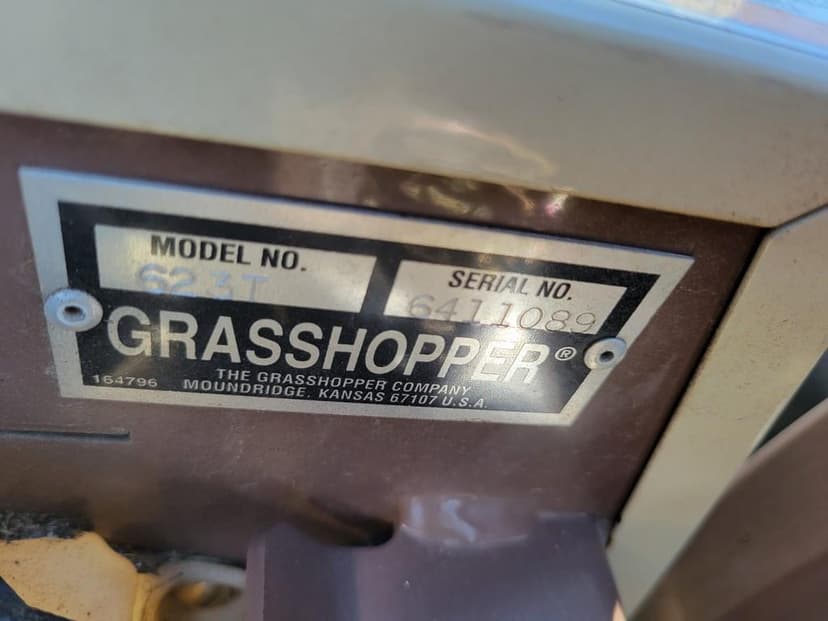 MODEL NO.
623T
SERIAL NO.
6411089
GRASSHOPPER®
164796
THE GRASSHOPPER COMPANY
MOUNDRIDGE, KANSAS 67107 U.S.A.